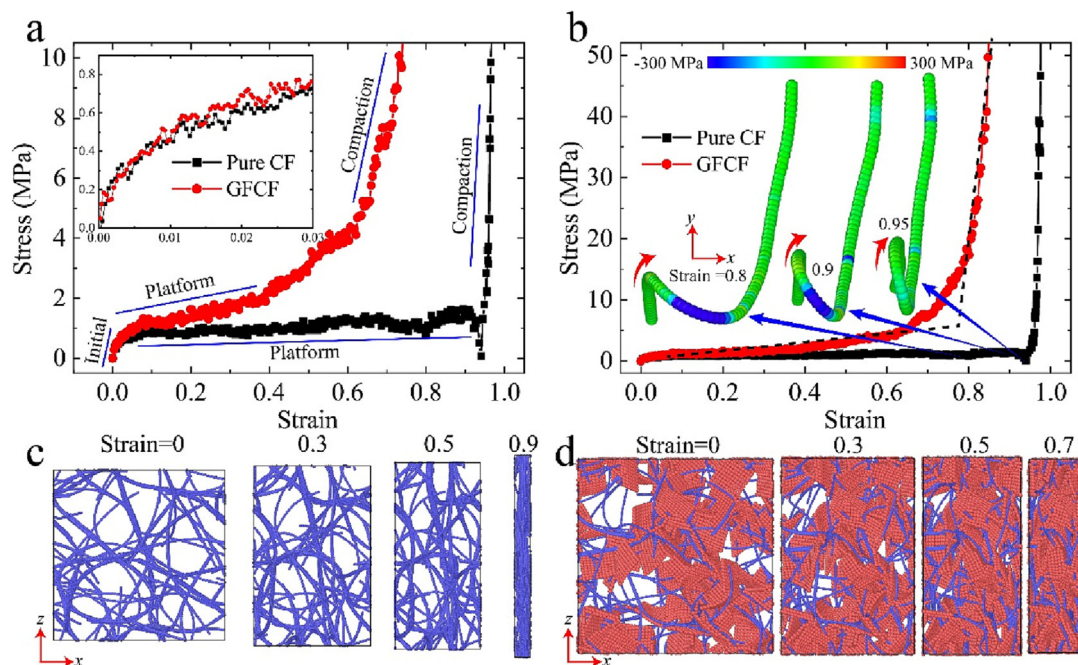 a
10
8
6
4
2
0
Stress (MPa)
0.8
0.6
0.4
0.2
0.0
0.00 0.01 0.02 0.03
Pure CF
GFCF
Initial
Platform
Platform
Compaction
Compaction
0.0 0.2 0.4 0.6 0.8 1.0
Strain
b
50
40
30
20
10
0
Stress (MPa)
-300 MPa 300 MPa
Pure CF
GFCF
y
x
Strain =0.8
0.9
0.95
0.0 0.2 0.4 0.6 0.8 1.0
Strain
c
Strain=0 0.3 0.5 0.9
z
x
d
Strain=0 0.3 0.5 0.7
z
x